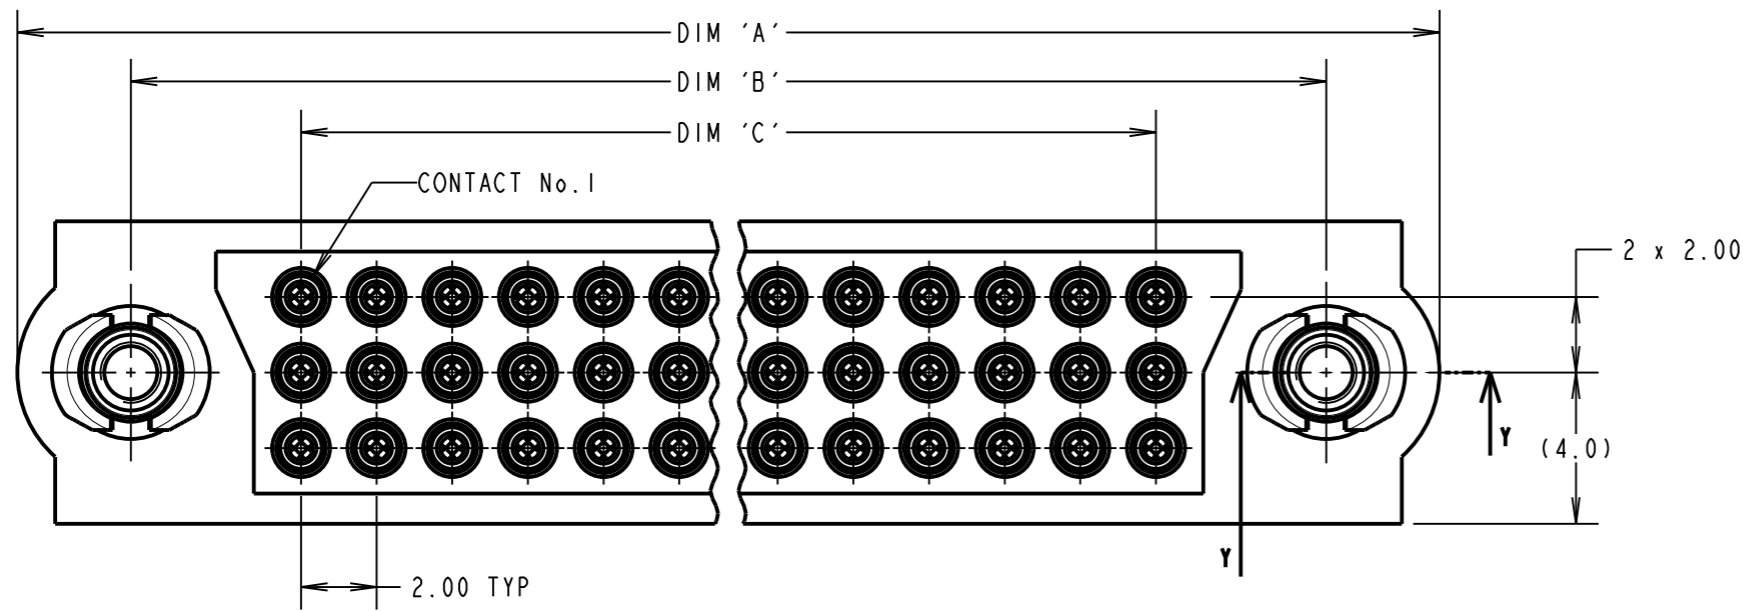 DIM 'A'
DIM 'B'
DIM 'C'
CONTACT No.1
2 x 2.00
(4.0)
Y
Y
2.00 TYP